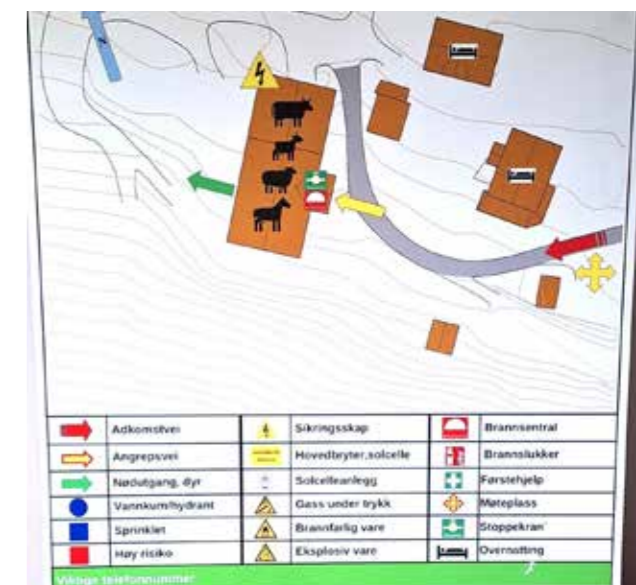 Adkomstvei
Sikringsskap
Brannsentral
Angrepsvei
Hovedbryter,solcelle
Brannslukker
Nødutgang, dyr
Solcelleanlegg
Førstehjelp
Vannkum/hydrant
Gass under trykk
Møteplass
Sprinkler
Brannfarlig vare
Stoppekran
Høy risiko
Eksplosiv vare
Overnatting
Viktige telefonnummer